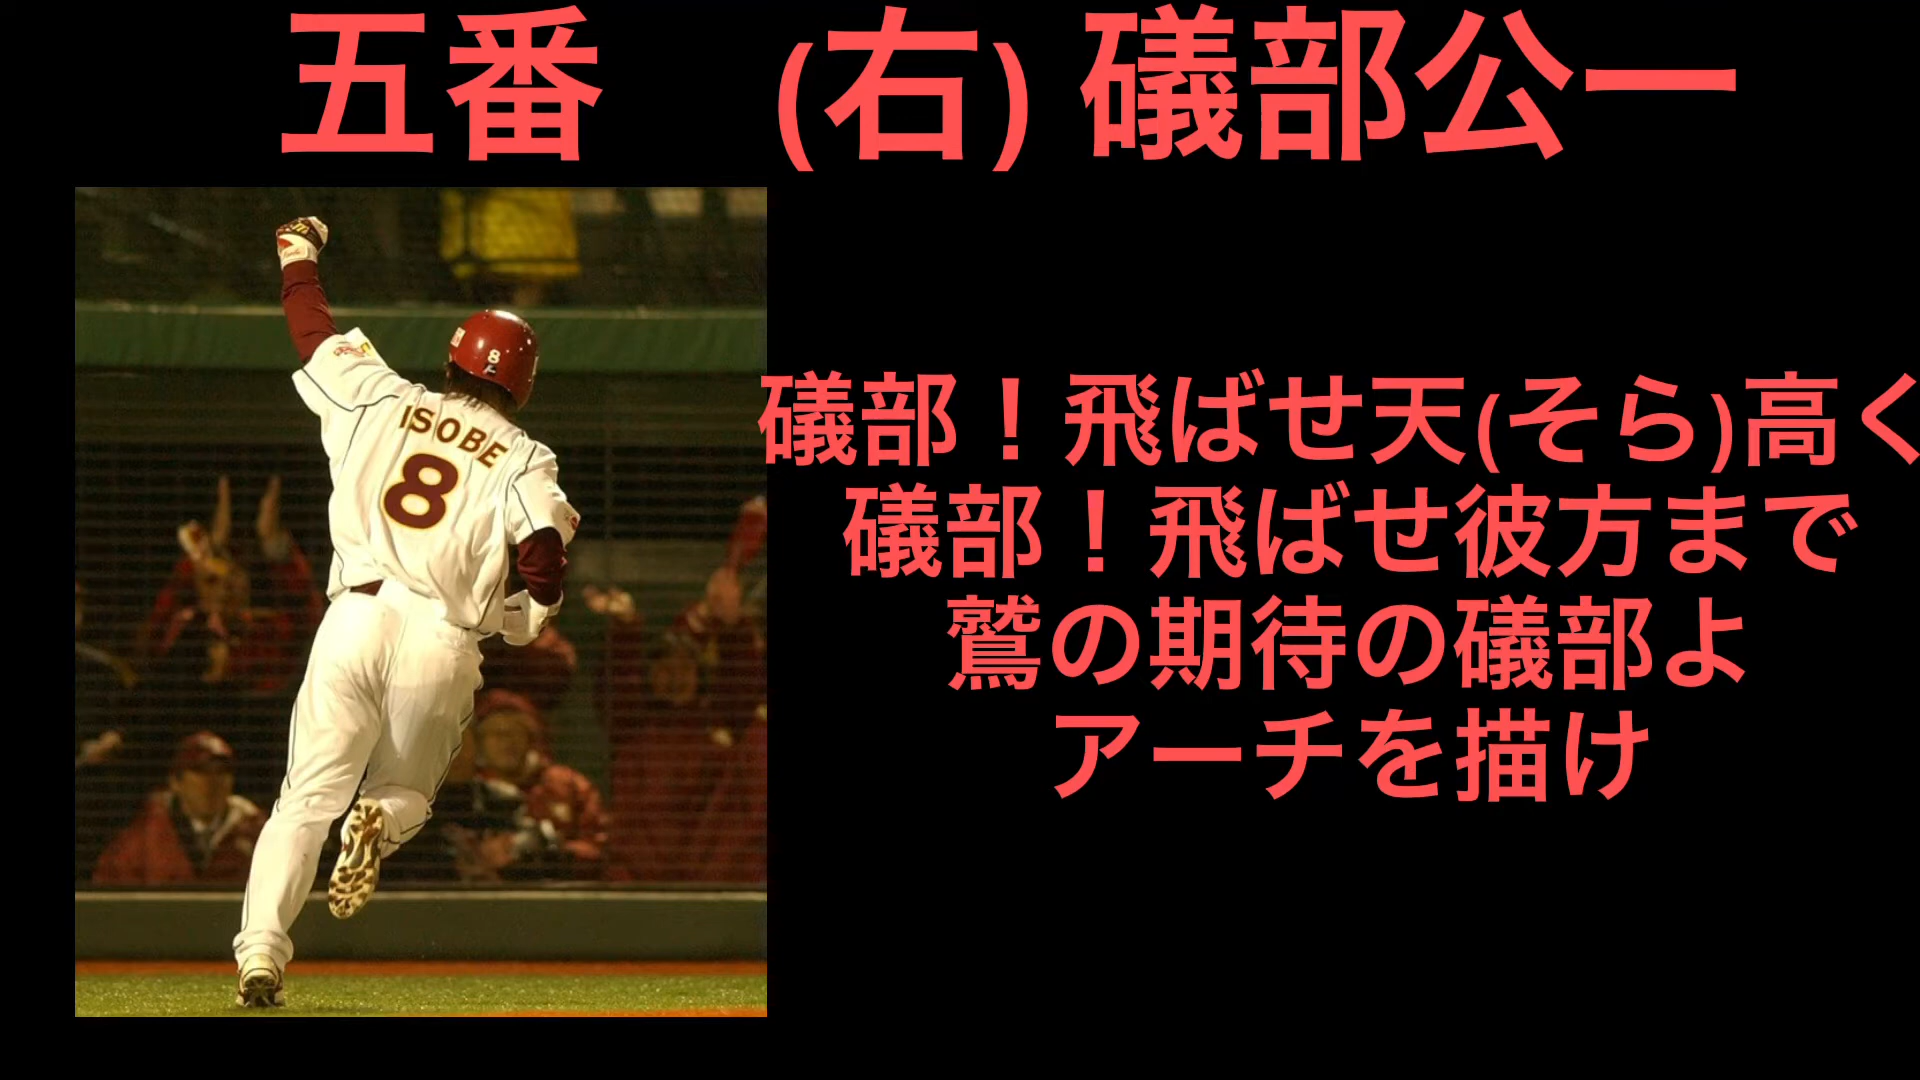 五番　(右) 礒部公一
礒部！飛ばせ天(そら)高く
礒部！飛ばせ彼方まで
鷲の期待の礒部よ
アーチを描け
ISOBE
8
8